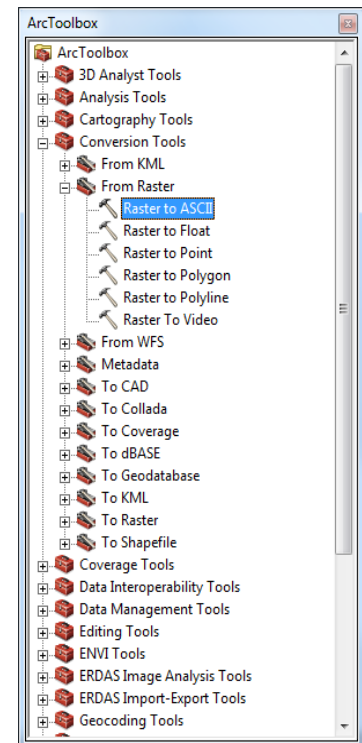 ArcToolbox
ArcToolbox
3D Analyst Tools
Analysis Tools
Cartography Tools
Conversion Tools
From KML
From Raster
Raster to ASCII
Raster to Float
Raster to Point
Raster to Polygon
Raster to Polyline
Raster To Video
From WFS
Metadata
To CAD
To Collada
To Coverage
To dBASE
To Geodatabase
To KML
To Raster
To Shapefile
Coverage Tools
Data Interoperability Tools
Data Management Tools
Editing Tools
ENVI Tools
ERDAS Image Analysis Tools
ERDAS Import-Export Tools
Geocoding Tools